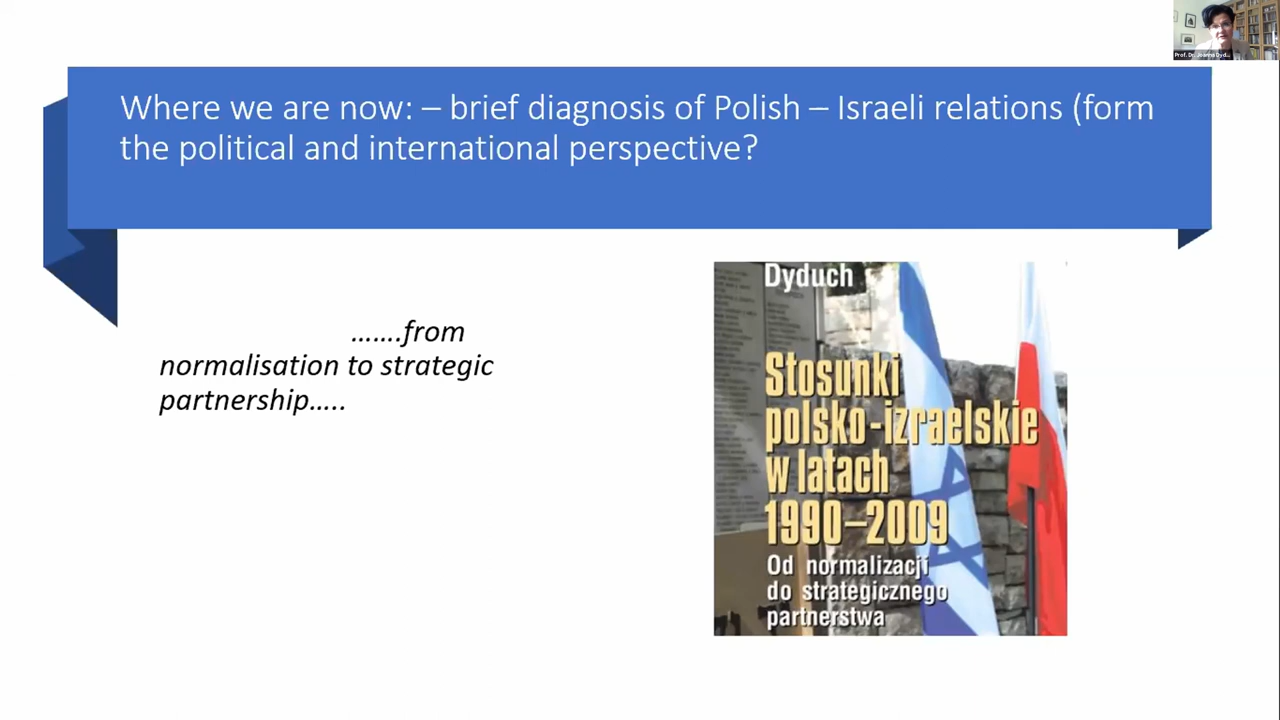 Where we are now: – brief diagnosis of Polish – Israeli relations (form
the political and international perspective?
…….from
normalisation to strategic
partnership…..
Dyduch
Stosunki
polsko-izraelskie
w latach
1990–2009
Od normalizacji
do strategicznego
partnerstwa